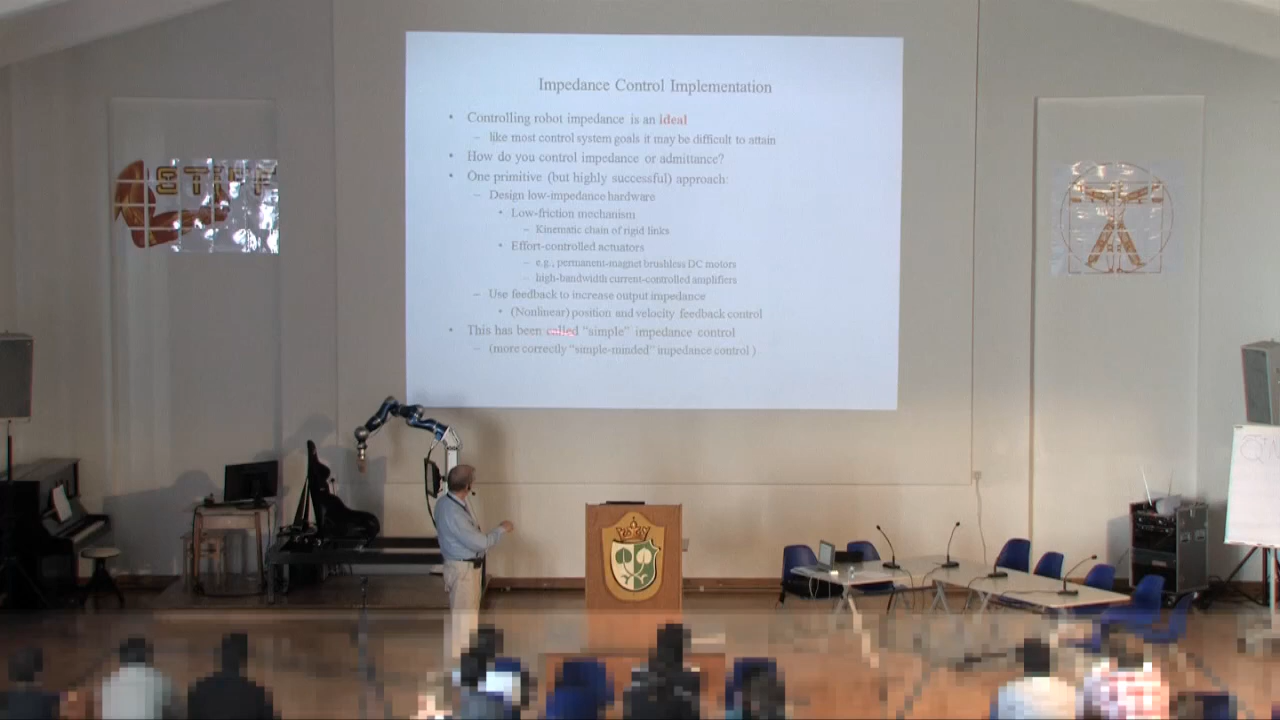 Impedance Control Implementation
• Controlling robot impedance is an ideal
– like most control system goals it may be difficult to attain
• How do you control impedance or admittance?
• One primitive (but highly successful) approach:
– Design low-impedance hardware
• Low-friction mechanism
– Kinematic chain of rigid links
• Effort-controlled actuators
– e.g., permanent-magnet brushless DC motors
– high-bandwidth current-controlled amplifiers
– Use feedback to increase output impedance
• (Nonlinear) position and velocity feedback control
• This has been called “simple” impedance control
– (more correctly “simple-minded” impedance control )
STIFF